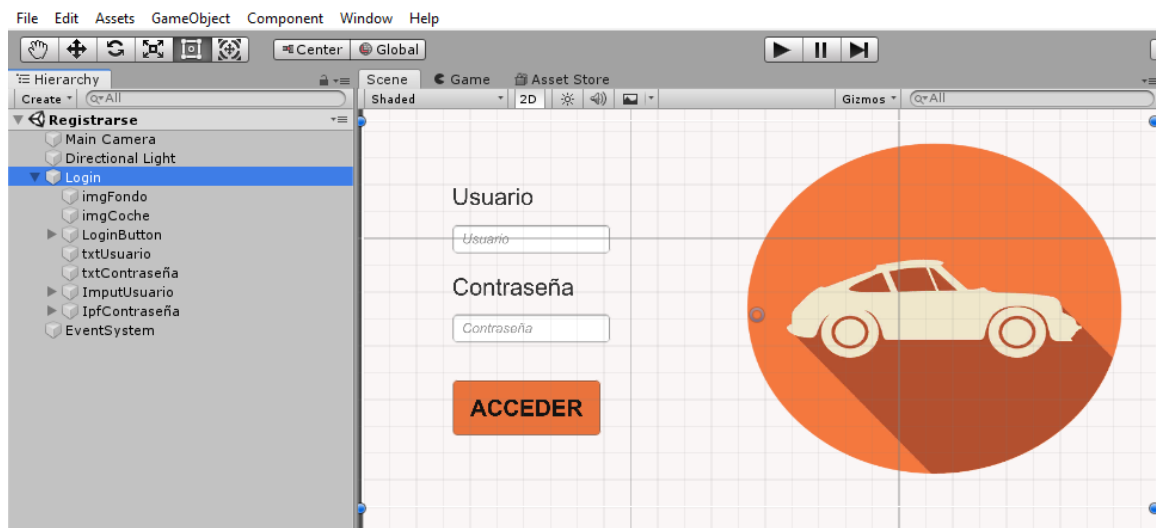 File Edit Assets GameObject Component Window Help
Center Global
Hierarchy
Scene Game Asset Store
Create All
Shaded 2D Gizmos All
Registrarse
Main Camera
Directional Light
Login
imgFondo
imgCoche
LoginButton
txtUsuario
txtContraseña
ImputUsuario
IpfContraseña
EventSystem
Usuario
Usuario
Contraseña
Contraseña
ACCEDER